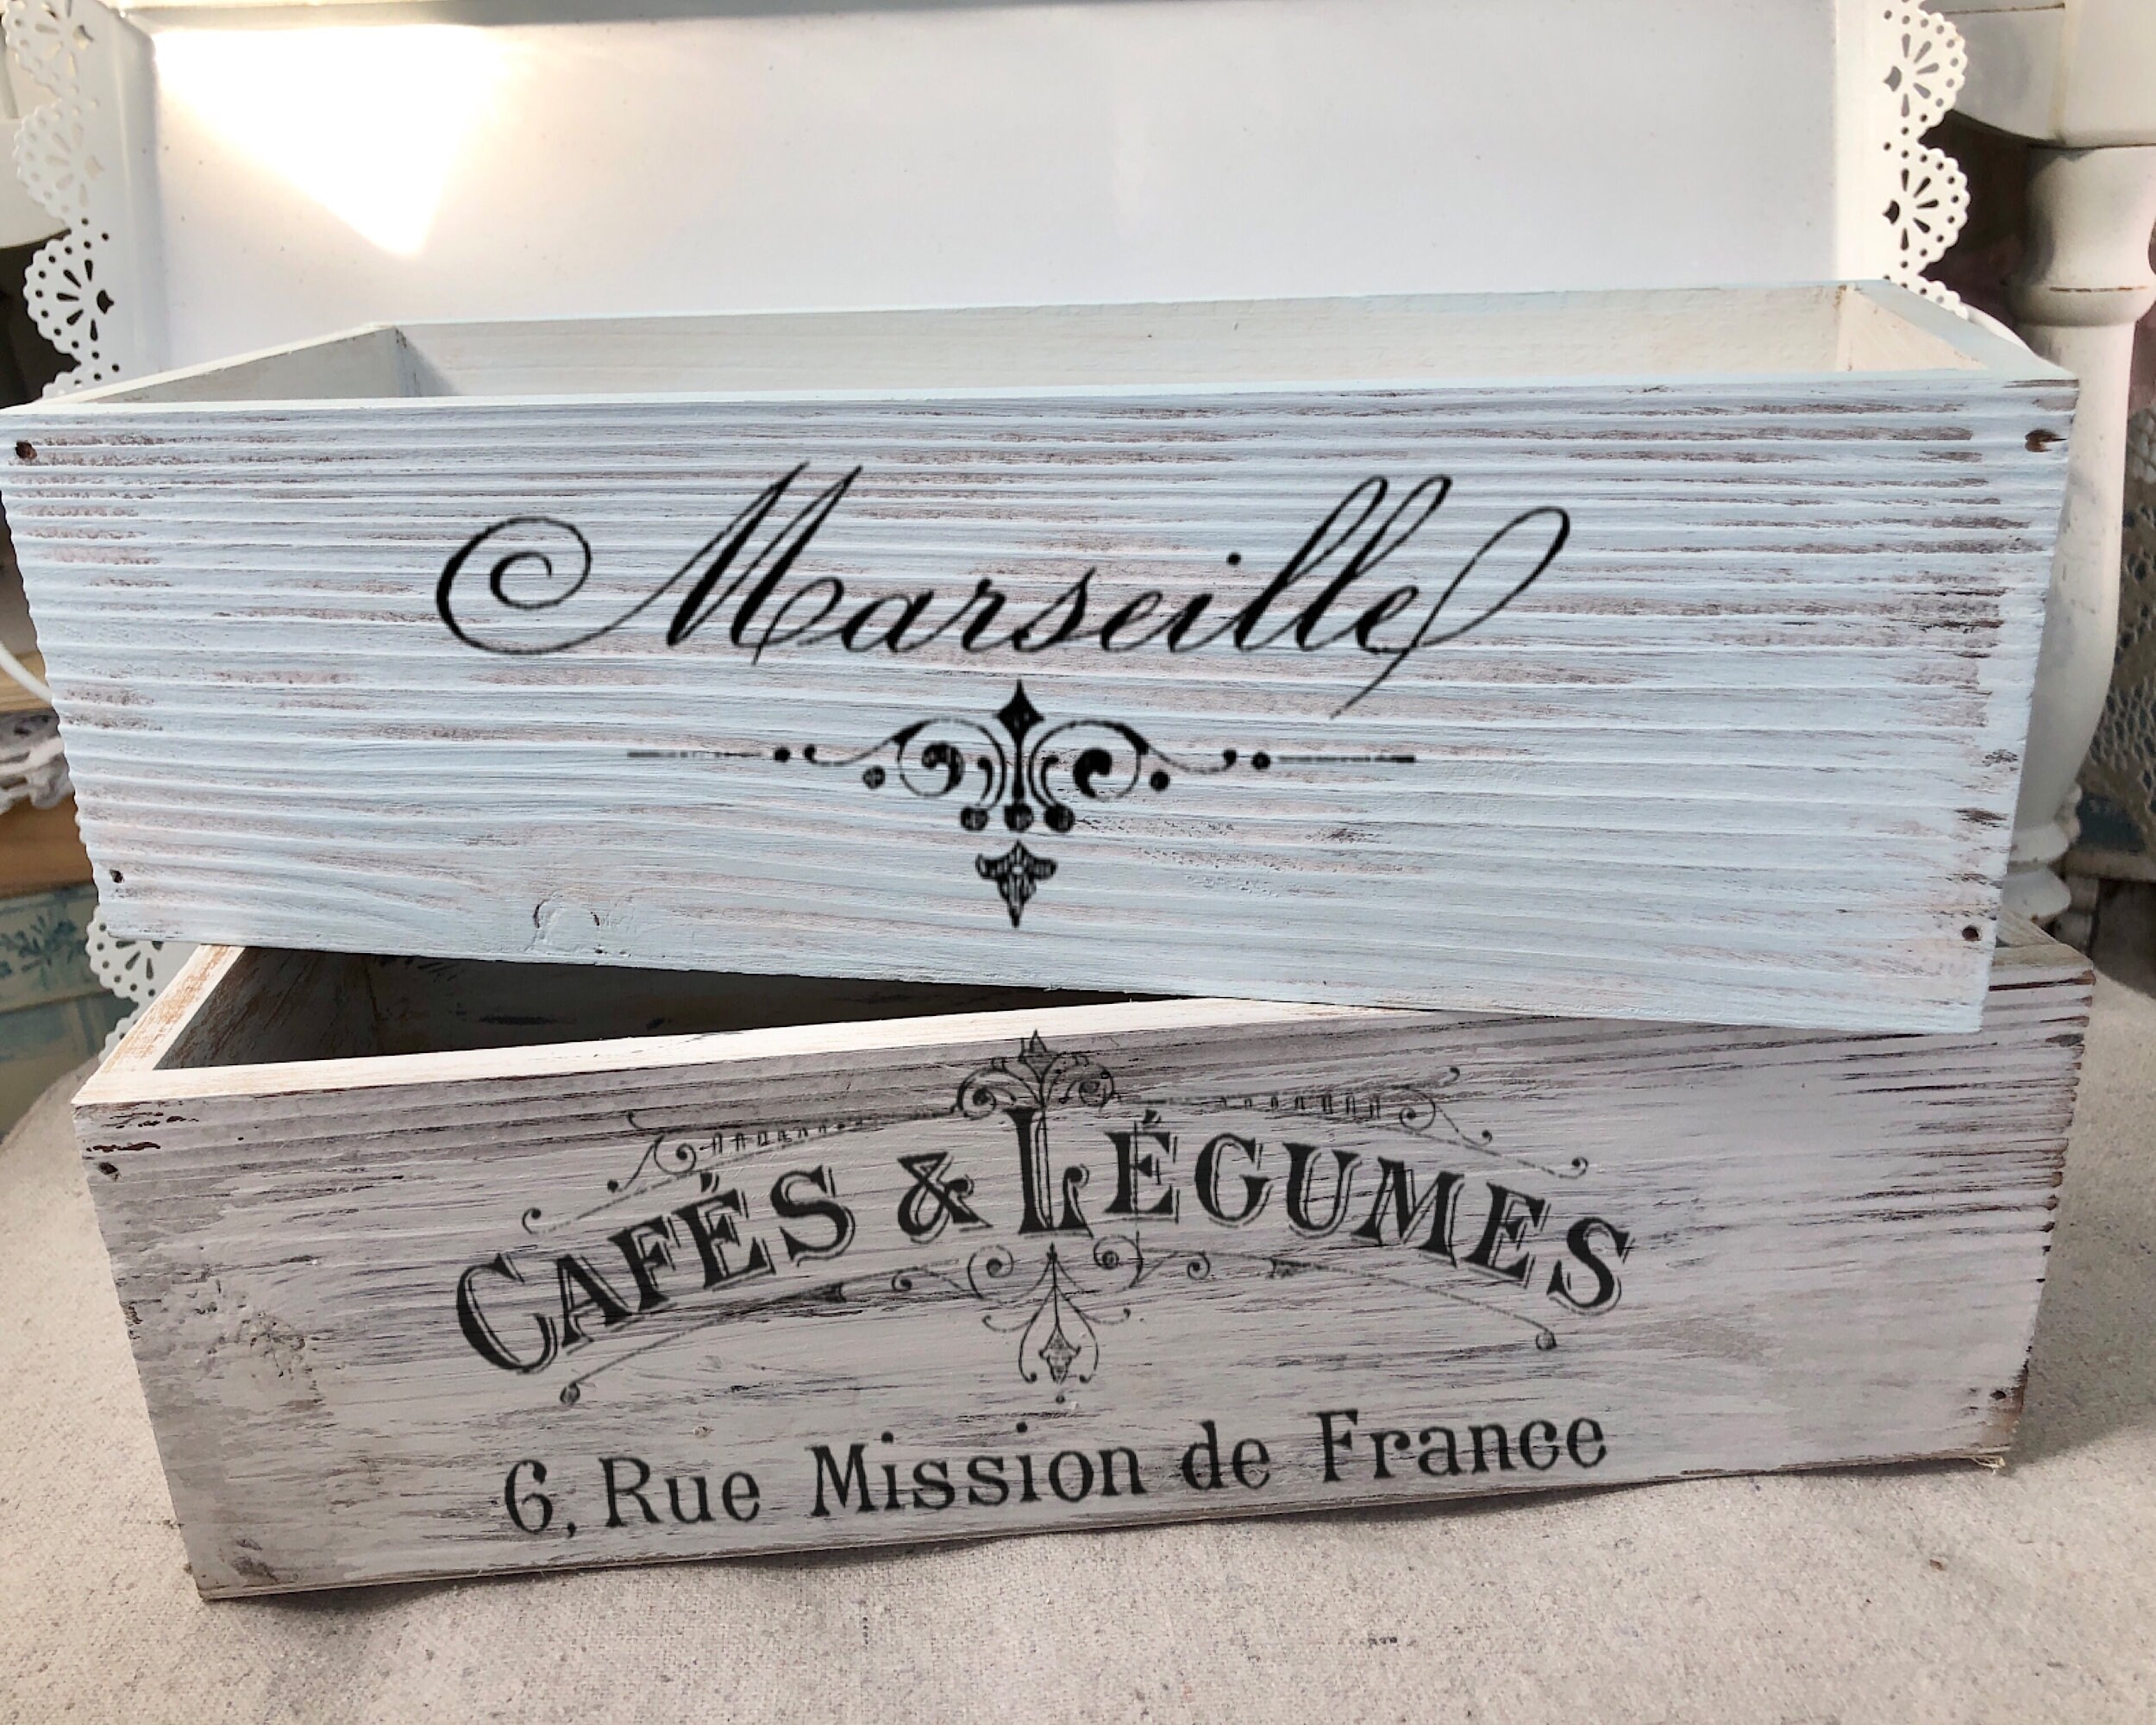 Marseille
CAFÉS & LÉGUMES
6, Rue Mission de France